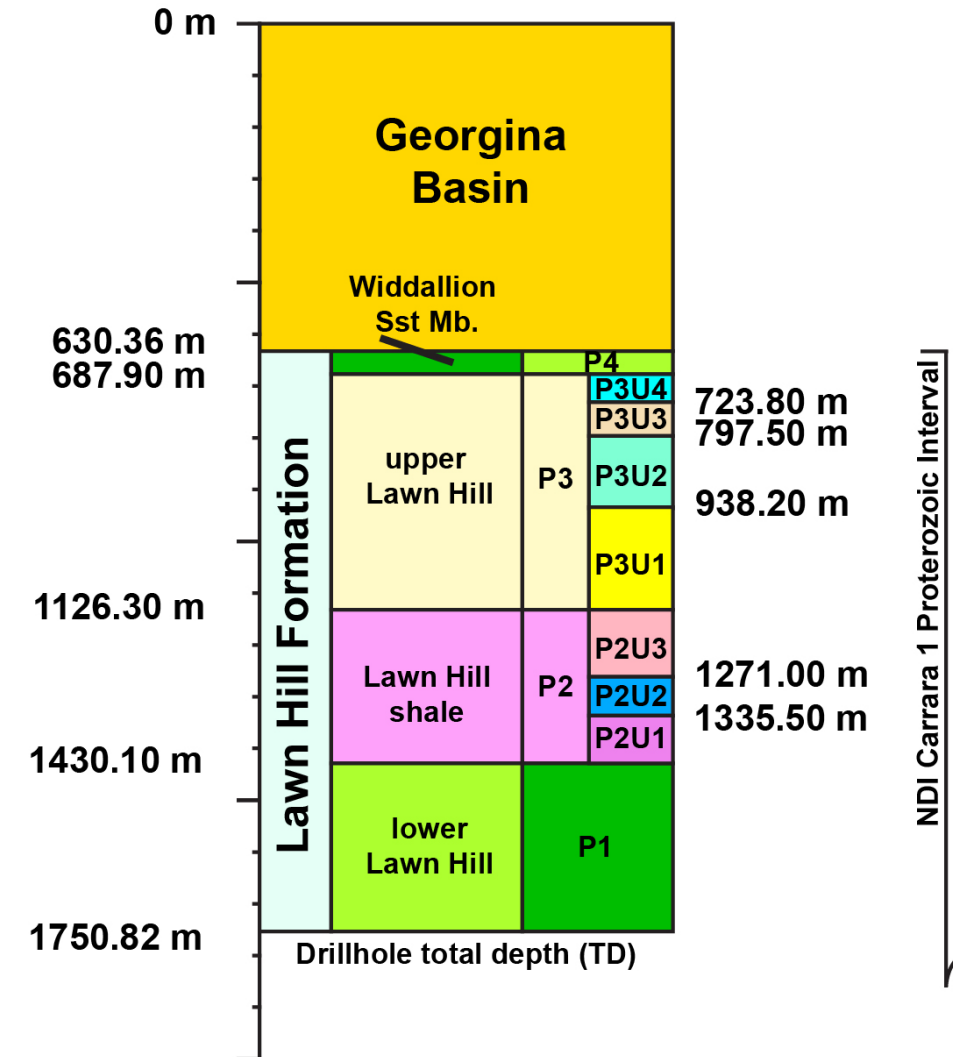 0 m
Georgina
Basin
Widdallion
Sst Mb.
630.36 m
687.90 m
P4
P3U4
723.80 m
P3U3
797.50 m
upper
Lawn Hill
P3
P3U2
938.20 m
P3U1
1126.30 m
Lawn Hill Formation
NDI Carrara 1 Proterozoic Interval
P2U3
Lawn Hill
shale
P2
1271.00 m
P2U2
1335.50 m
P2U1
1430.10 m
lower
Lawn Hill
P1
1750.82 m
Drillhole total depth (TD)